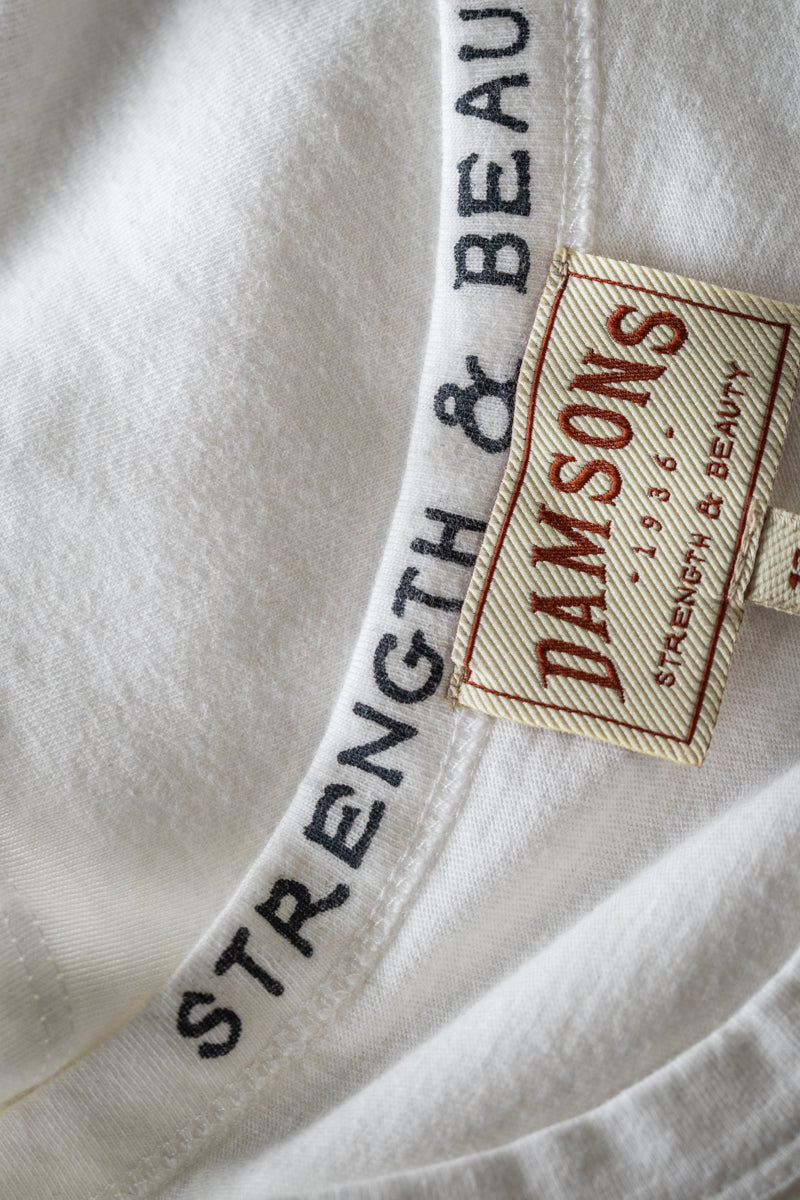 STRENGTH & BEAU
DAMSONS
- 1936 -
STRENGTH & BEAUTY